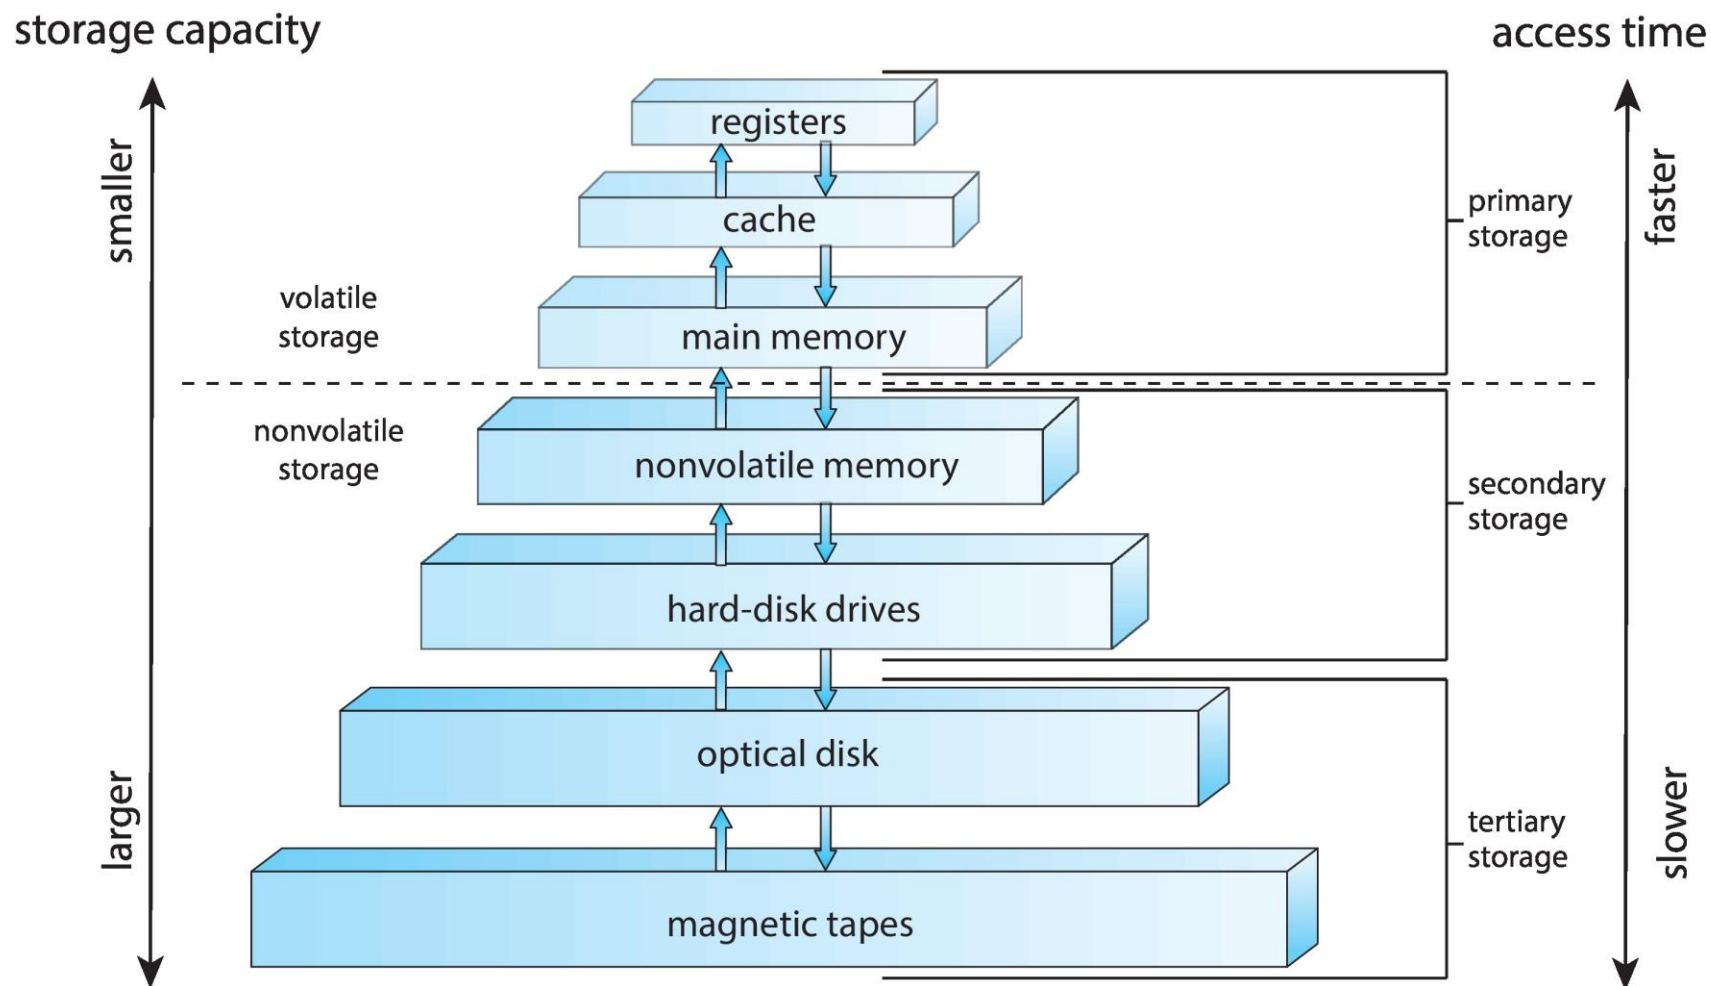 storage capacity
access time
smaller
larger
registers
cache
main memory
volatile
storage
nonvolatile
storage
nonvolatile memory
hard-disk drives
optical disk
magnetic tapes
primary
storage
secondary
storage
tertiary
storage
faster
slower